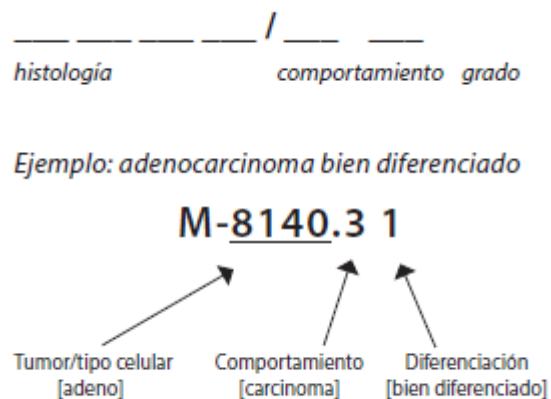 ___ ___ ___ ___ / ___ ___
histología comportamiento grado
Ejemplo: adenocarcinoma bien diferenciado
M-8140.3 1
Tumor/tipo celular Comportamiento Diferenciación
[adeno] [carcinoma] [bien diferenciado]